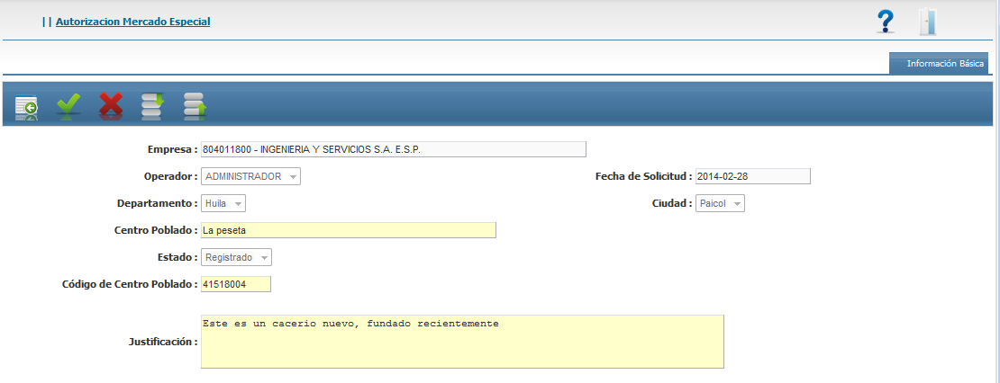 || Autorizacion Mercado Especial
Información Básica
Empresa : 804011800 - INGENIERIA Y SERVICIOS S.A. E.S.P.
Operador : ADMINISTRADOR Fecha de Solicitud : 2014-02-28
Departamento : Huila Ciudad : Paicol
Centro Poblado : La peseta
Estado : Registrado
Código de Centro Poblado : 41518004
Este es un cacerio nuevo, fundado recientemente
Justificación :